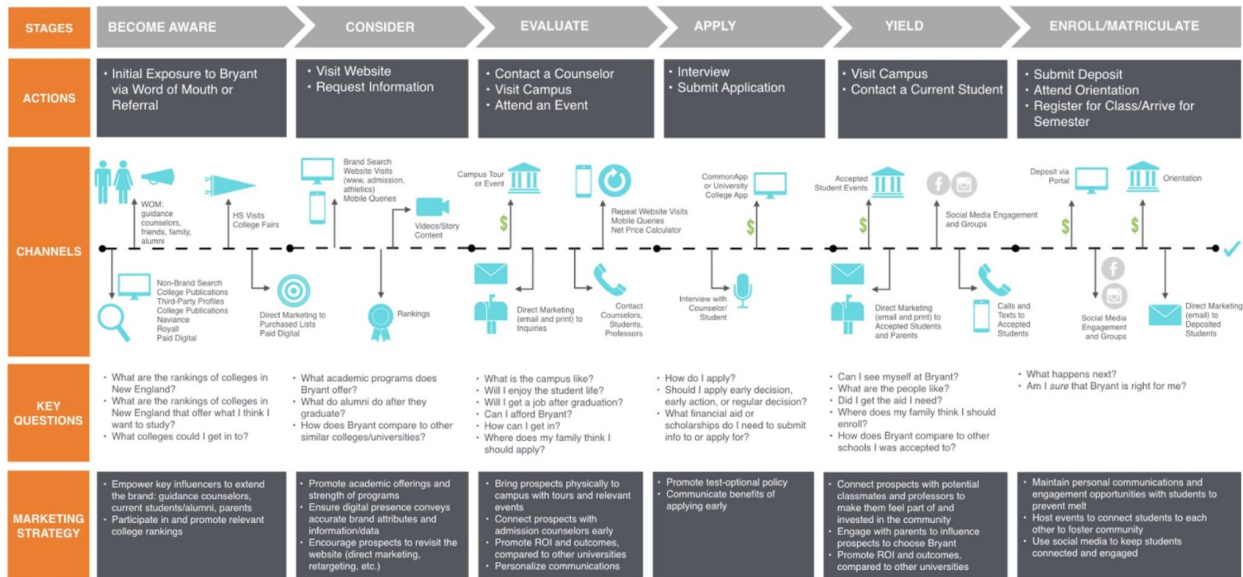 STAGES
BECOME AWARE
CONSIDER
EVALUATE
APPLY
YIELD
ENROLL/MATRICULATE
ACTIONS
• Initial Exposure to Bryant
via Word of Mouth or
Referral
• Visit Website
• Request Information
• Contact a Counselor
• Visit Campus
• Attend an Event
• Interview
• Submit Application
• Visit Campus
• Contact a Current Student
• Submit Deposit
• Attend Orientation
• Register for Class/Arrive for
Semester
CHANNELS
WOM:
guidance
counselors,
friends, family,
alumni
HS Visits
College Fairs
Non-Brand Search
College Publications
Third-Party Profiles
College Publications
Naviance
Royall
Paid Digital
Direct Marketing to
Purchased Lists
Paid Digital
Brand Search
Website Visits
(www, admission,
athletics)
Mobile Queries
Videos/Story
Content
Rankings
Campus Tour
or Event
$
Repeat Website Visits
Mobile Queries
Net Price Calculator
Direct Marketing
(email and print) to
Inquiries
Contact
Counselors,
Students,
Professors
CommonApp
or University
College App
$
Interview with
Counselor/
Student
Accepted
Student Events
$
Social Media Engagement
and Groups
Direct Marketing
(email and print) to
Accepted Students
and Parents
Calls and
Texts to
Accepted
Students
Deposit via
Portal
$
Orientation
$
Social Media
Engagement
and Groups
Direct Marketing
(email) to
Deposited
Students
KEY
QUESTIONS
• What are the rankings of colleges in
New England?
• What are the rankings of colleges in
New England that offer what I think I
want to study?
• What colleges could I get in to?
• What academic programs does
Bryant offer?
• What do alumni do after they
graduate?
• How does Bryant compare to other
similar colleges/universities?
• What is the campus like?
• Will I enjoy the student life?
• Will I get a job after graduation?
• Can I afford Bryant?
• How can I get in?
• Where does my family think I
should apply?
• How do I apply?
• Should I apply early decision,
early action, or regular decision?
• What financial aid or
scholarships do I need to submit
info to or apply for?
• Can I see myself at Bryant?
• What are the people like?
• Did I get the aid I need?
• Where does my family think I should
enroll?
• How does Bryant compare to other
schools I was accepted to?
• What happens next?
• Am I sure that Bryant is right for me?
MARKETING
STRATEGY
• Empower key influencers to extend
the brand: guidance counselors,
current students/alumni, parents
• Participate in and promote relevant
college rankings
• Promote academic offerings and
strength of programs
• Ensure digital presence conveys
accurate brand attributes and
information/data
• Encourage prospects to revisit the
website (direct marketing,
retargeting, etc.)
• Bring prospects physically to
campus with tours and relevant
events
• Connect prospects with
admission counselors early
• Promote ROI and outcomes,
compared to other universities
• Personalize communications
• Promote test-optional policy
• Communicate benefits of
applying early
• Connect prospects with potential
classmates and professors to
make them feel part of and
invested in the community
• Engage with parents to influence
prospects to choose Bryant
• Promote ROI and outcomes,
compared to other universities
• Maintain personal communications and
engagement opportunities with students to
prevent melt
• Host events to connect students to each
other to foster community
• Use social media to keep students
connected and engaged